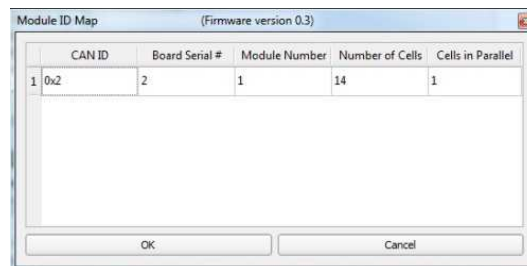 Module ID Map (Firmware version 0.3)
CAN ID Board Serial # Module Number Number of Cells Cells in Parallel
1 0x2 2 1 14 1
OK Cancel